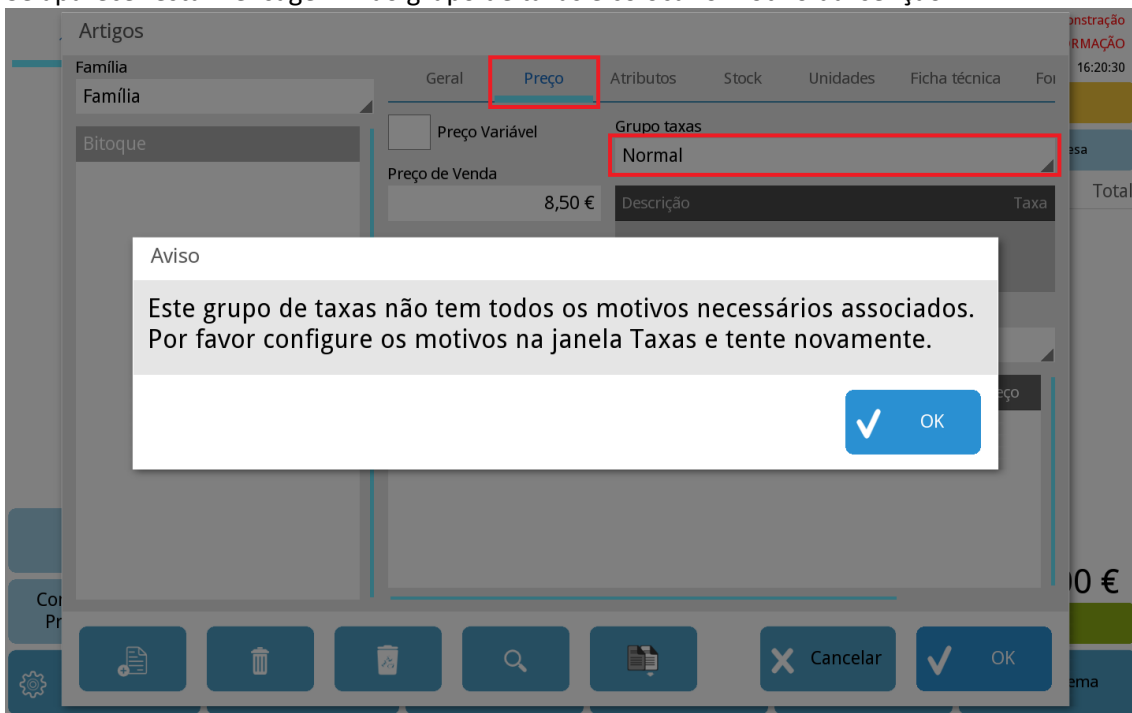 Artigos
Família
Família
Bitoque
Geral Preço Atributos Stock Unidades Ficha técnica
Preço Variável
Grupo taxas
Normal
Preço de Venda
8,50 €
Descrição Taxa
16:20:30
Total
Aviso
Este grupo de taxas não tem todos os motivos necessários associados.
Por favor configure os motivos na janela Taxas e tente novamente.
OK
€
Cancelar
OK